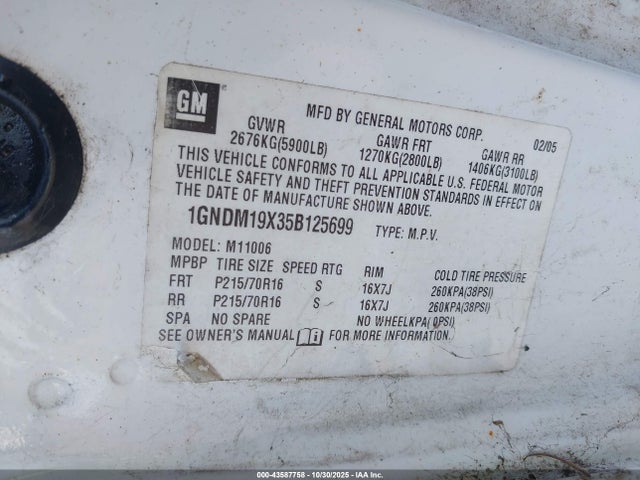 GM
MFD BY GENERAL MOTORS CORP. 02/05
GVWR GAWR FRT GAWR RR
2676KG(5900LB) 1270KG(2800LB) 1406KG(3100LB)
THIS VEHICLE CONFORMS TO ALL APPLICABLE U.S. FEDERAL MOTOR
VEHICLE SAFETY AND THEFT PREVENTION STANDARDS IN EFFECT ON
THE DATE OF MANUFACTURE SHOWN ABOVE.
1GNDM19X35B125699 TYPE: M.P.V.
MODEL: M11006
MPBP TIRE SIZE SPEED RTG RIM COLD TIRE PRESSURE
FRT P215/70R16 S 16X7J 260KPA(38PSI)
RR P215/70R16 S 16X7J 260KPA(38PSI)
SPA NO SPARE NO WHEELKPA( 0PSI)
SEE OWNER'S MANUAL FOR MORE INFORMATION.
000-43587758 - 10/30/2025 - Copyright © 2025 IAA, Inc.